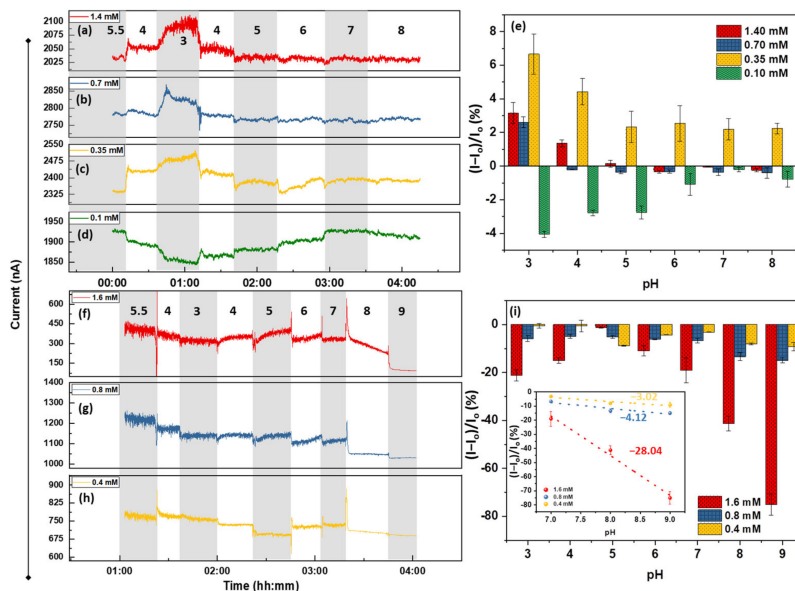 Current (nA)
1.4 mM
5.5 4 3 4 5 6 7 8
(a)
2100
2075
2050
2025
2000
0.7 mM
(b)
2850
2800
2750
0.35 mM
(c)
2550
2475
2400
2325
0.1 mM
(d)
1950
1900
1850
00:00 01:00 02:00 03:00 04:00
1.6 mM
5.5 4 3 4 5 6 7 8 9
(f)
600
450
300
150
0.8 mM
(g)
1400
1300
1200
1100
1000
0.4 mM
(h)
900
825
750
675
600
01:00 02:00 03:00 04:00
Time (hh:mm)
(e)
1.40 mM
0.70 mM
0.35 mM
0.10 mM
(I–Iₒ)/Iₒ (%)
8
6
4
2
0
-2
-4
3 4 5 6 7 8
pH
(i)
(I–Iₒ)/Iₒ (%)
0
-20
-40
-60
-80
(I–Iₒ)/Iₒ (%)
0
-10
-20
-30
-40
-50
-60
-70
-80
−3.02
−4.12
−28.04
1.6 mM
0.8 mM
0.4 mM
7.0 7.5 8.0 8.5 9.0
pH
1.6 mM
0.8 mM
0.4 mM
3 4 5 6 7 8 9
pH